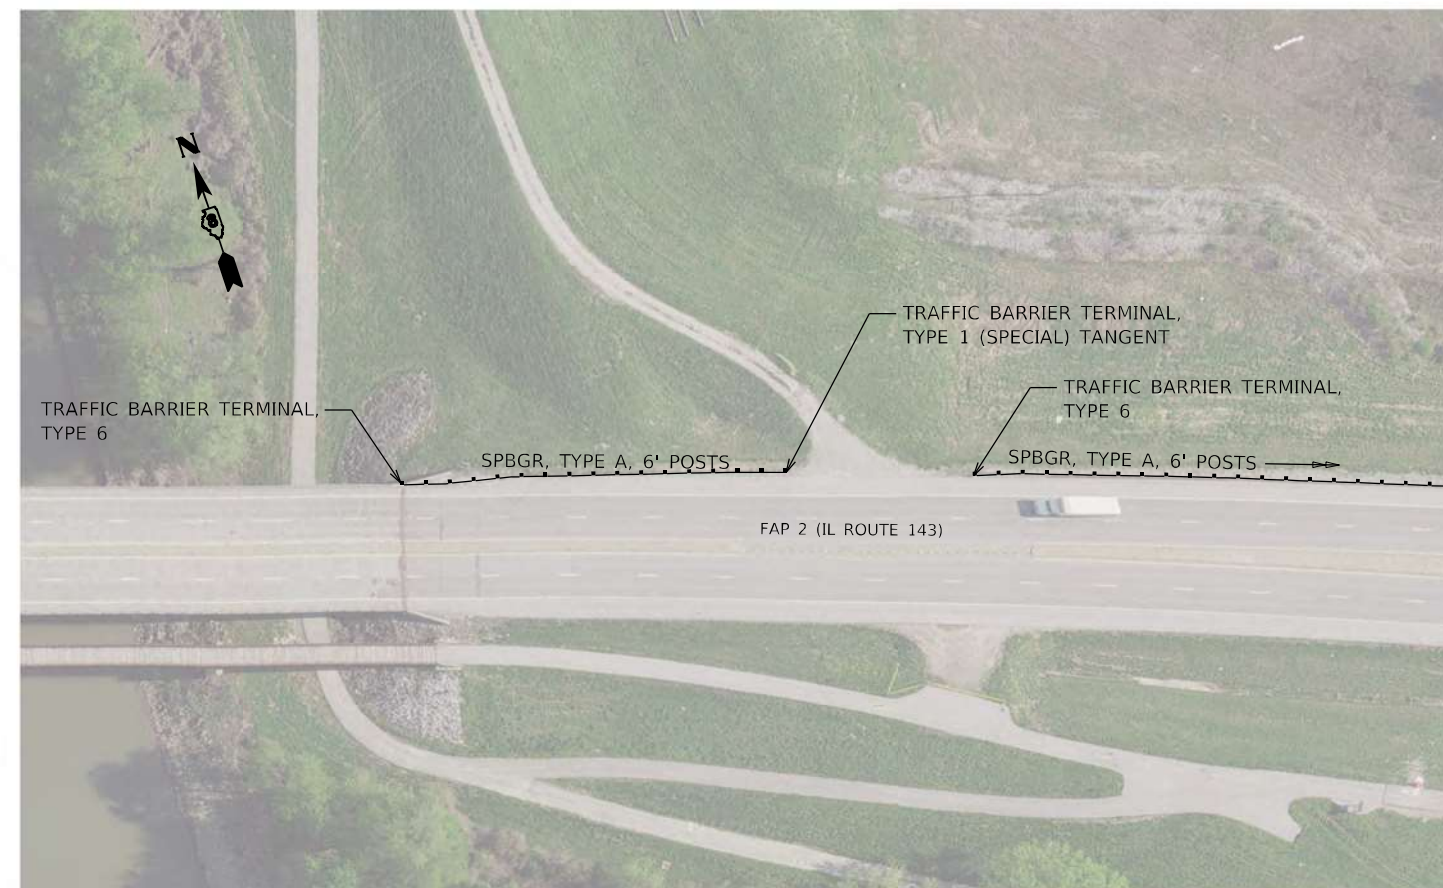 N
8
TRAFFIC BARRIER TERMINAL,
TYPE 1 (SPECIAL) TANGENT
TRAFFIC BARRIER TERMINAL,
TYPE 6
TRAFFIC BARRIER TERMINAL,
TYPE 6
SPBGR, TYPE A, 6' POSTS
SPBGR, TYPE A, 6' POSTS
FAP 2 (IL ROUTE 143)